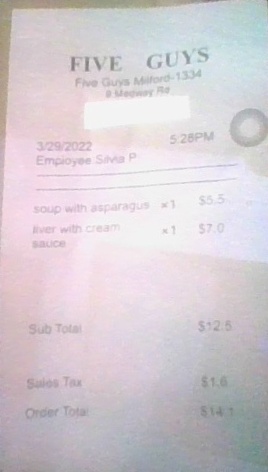 FIVE GUYS
Five Guys Milford-1334
8 Medway Rd
3/29/2022 5:28PM
Employee:Silvia P
soup with asparagus ×1 $5.5
liver with cream ×1 $7.0
sauce
Sub Total $12.5
Sales Tax $1.6
Order Total $14.1